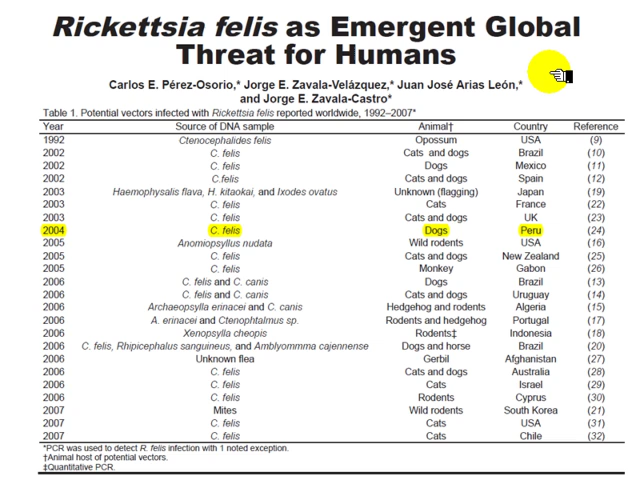 Rickettsia felis as Emergent Global
Threat for Humans
Carlos E. Pérez-Osorio,* Jorge E. Zavala-Velázquez,* Juan José Arias León,*
and Jorge E. Zavala-Castro*
Table 1. Potential vectors infected with Rickettsia felis reported worldwide, 1992–2007*
Year Source of DNA sample Animal† Country Reference
1992 Ctenocephalides felis Opossum USA (9)
2002 C. felis Cats and dogs Brazil (10)
2002 C. felis Dogs Mexico (11)
2002 C.felis Cats and dogs Spain (12)
2003 Haemophysalis flava, H. kitaokai, and Ixodes ovatus Unknown (flagging) Japan (19)
2003 C. felis Cats France (22)
2003 C. felis Cats and dogs UK (23)
2004 C. felis Dogs Peru (24)
2005 Anomiopsyllus nudata Wild rodents USA (16)
2005 C. felis Cats and dogs New Zealand (25)
2005 C. felis Monkey Gabon (26)
2006 C. felis and C. canis Dogs Brazil (13)
2006 C. felis and C. canis Cats and dogs Uruguay (14)
2006 Archaeopsylla erinacei and C. canis Hedgehog and rodents Algeria (15)
2006 A. erinacei and Ctenophtalmus sp. Rodents and hedgehog Portugal (17)
2006 Xenopsylla cheopis Rodents‡ Indonesia (18)
2006 C. felis, Rhipicephalus sanguineus, and Amblyommma cajennense Dogs and horse Brazil (20)
2006 Unknown flea Gerbil Afghanistan (27)
2006 C. felis Cats and dogs Australia (28)
2006 C. felis Cats Israel (29)
2006 C. felis Rodents Cyprus (30)
2007 Mites Wild rodents South Korea (21)
2007 C. felis Cats USA (31)
2007 C. felis Cats Chile (32)
*PCR was used to detect R. felis infection with 1 noted exception.
†Animal host of potential vectors.
‡Quantitative PCR.